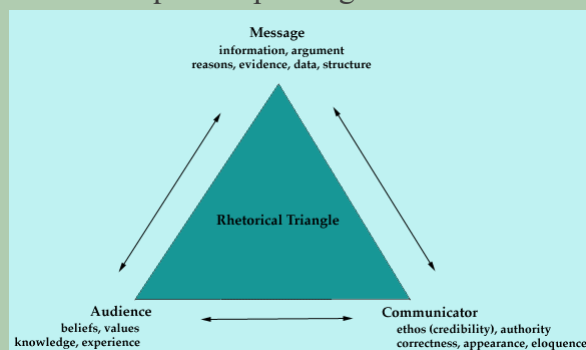 Message
information, argument
reasons, evidence, data, structure
Rhetorical Triangle
Audience
beliefs, values
knowledge, experience
Communicator
ethos (credibility), authority
correctness, appearance, eloquence